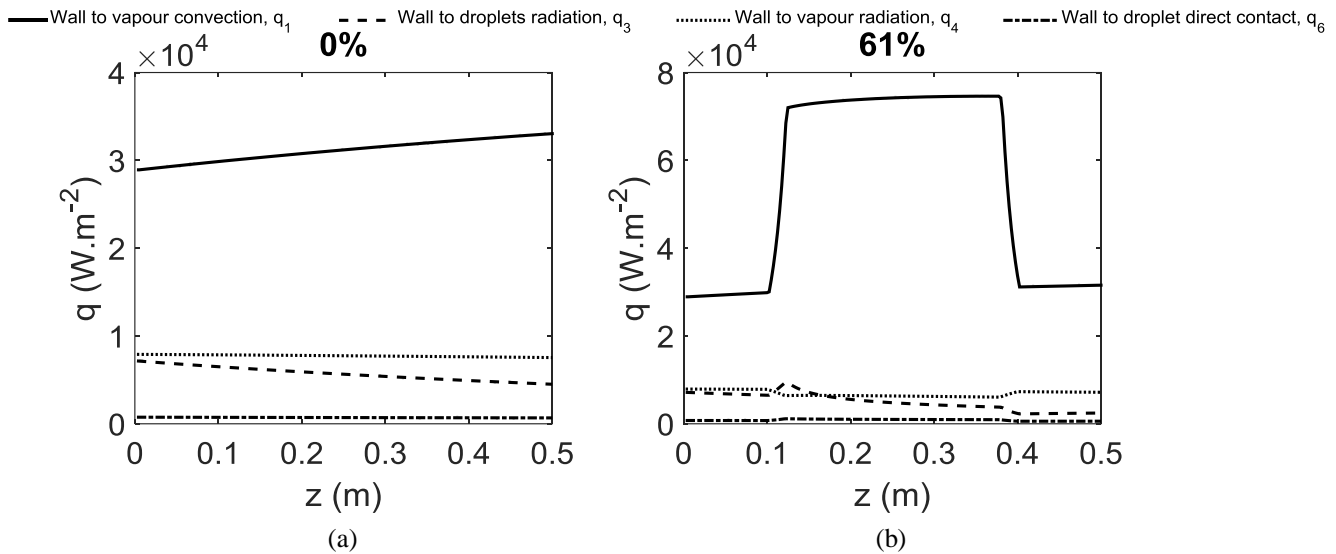 Wall to vapour convection, q1 Wall to droplets radiation, q3 Wall to vapour radiation, q4 Wall to droplet direct contact, q6
×10^4 0%
4
3
2
1
0
q (W.m^-2)
0 0.1 0.2 0.3 0.4 0.5
z (m)
(a)
×10^4 61%
8
6
4
2
0
q (W.m^-2)
0 0.1 0.2 0.3 0.4 0.5
z (m)
(b)